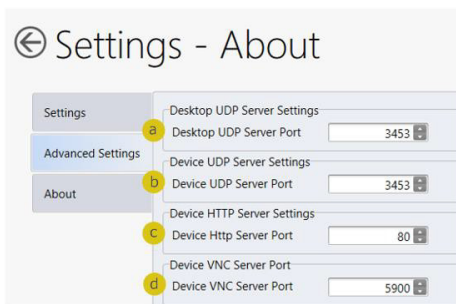 Settings - About
Settings
Advanced Settings
About
Desktop UDP Server Settings
a Desktop UDP Server Port 3453
Device UDP Server Settings
b Device UDP Server Port 3453
Device HTTP Server Settings
c Device Http Server Port 80
Device VNC Server Port
d Device VNC Server Port 5900